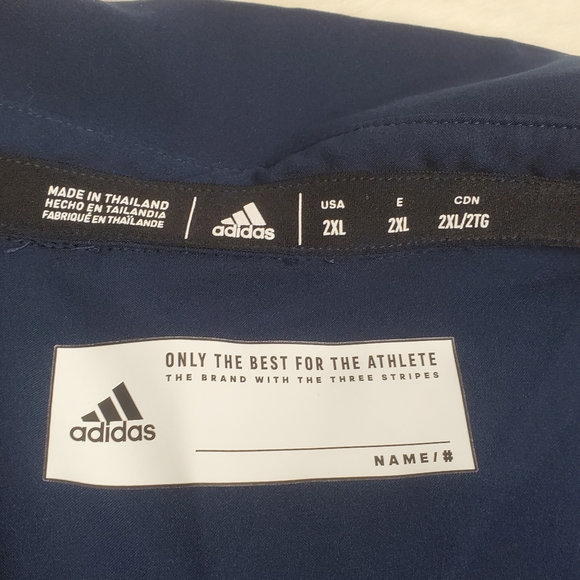 MADE IN THAILAND
HECHO EN TAILANDIA
FABRIQUÉ EN THAÏLANDE
adidas
USA E CDN
2XL 2XL 2XL/2TG
ONLY THE BEST FOR THE ATHLETE
THE BRAND WITH THE THREE STRIPES
adidas
NAME/#